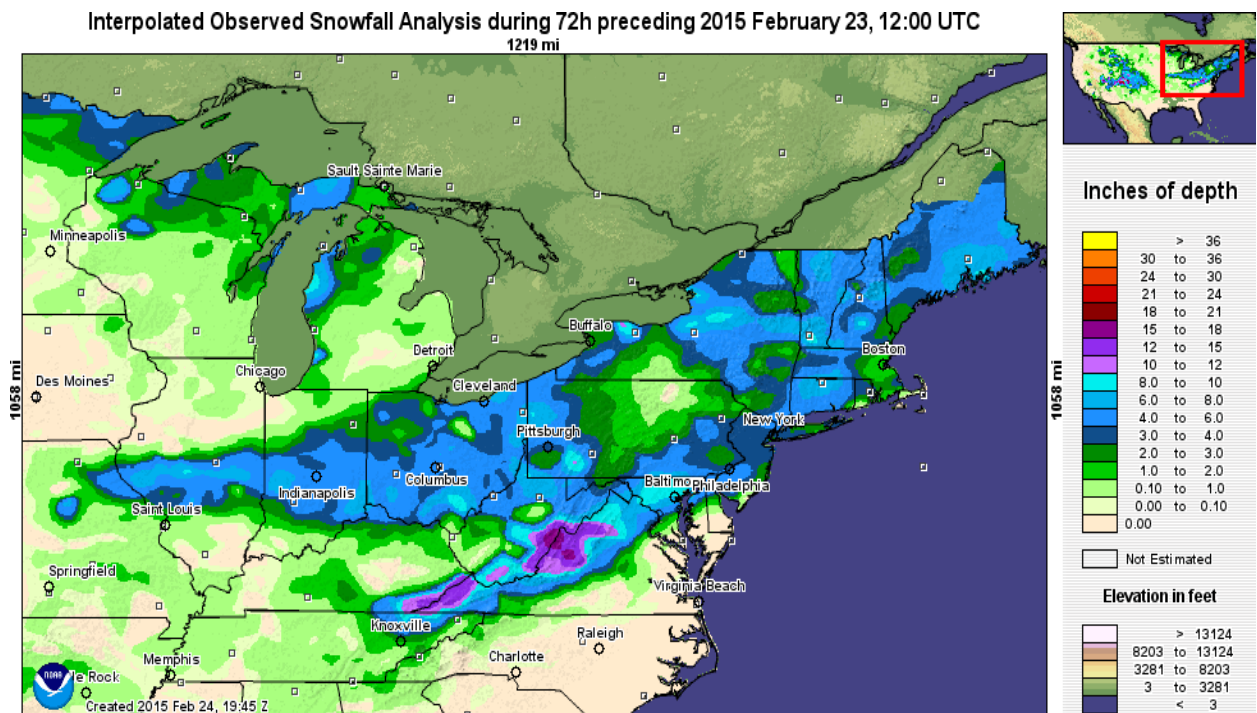 Interpolated Observed Snowfall Analysis during 72h preceding 2015 February 23, 12:00 UTC
1219 mi
1058 mi
1058 mi
Sault Sainte Marie
Minneapolis
Buffalo
Boston
Detroit
Chicago
Des Moines
Cleveland
New York
Pittsburgh
Columbus
Indianapolis
Baltimo
Philadelphia
Saint Louis
Springfield
Virginia Beach
Knoxville
Raleigh
Memphis
Charlotte
le Rock
NOAA
Created 2015 Feb 24, 19:45 Z
Inches of depth
> 36
30 to 36
24 to 30
21 to 24
18 to 21
15 to 18
12 to 15
10 to 12
8.0 to 10
6.0 to 8.0
4.0 to 6.0
3.0 to 4.0
2.0 to 3.0
1.0 to 2.0
0.10 to 1.0
0.00 to 0.10
0.00
Not Estimated
Elevation in feet
> 13124
8203 to 13124
3281 to 8203
3 to 3281
< 3